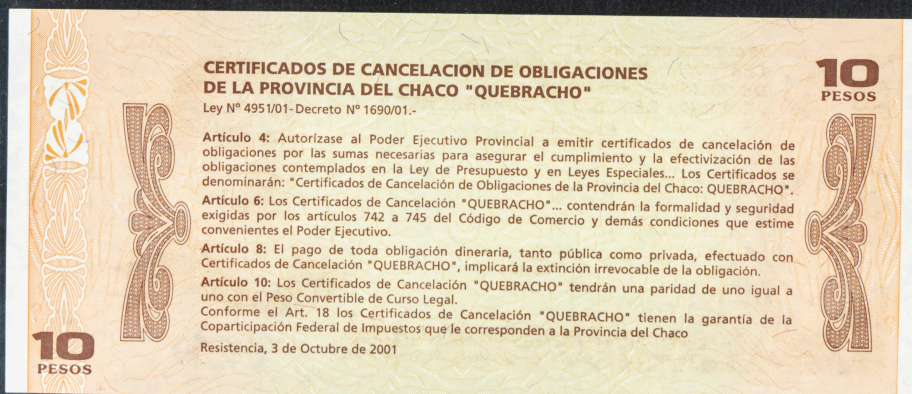 CERTIFICADOS DE CANCELACION DE OBLIGACIONES
DE LA PROVINCIA DEL CHACO "QUEBRACHO"
Ley Nº 4951/01-Decreto Nº 1690/01.-
10
PESOS
Artículo 4: Autorízase al Poder Ejecutivo Provincial a emitir certificados de cancelación de
obligaciones por las sumas necesarias para asegurar el cumplimiento y la efectivización de las
obligaciones contemplados en la Ley de Presupuesto y en Leyes Especiales... Los Certificados se
denominarán: "Certificados de Cancelación de Obligaciones de la Provincia del Chaco: QUEBRACHO".
Artículo 6: Los Certificados de Cancelación "QUEBRACHO"... contendrán la formalidad y seguridad
exigidas por los artículos 742 a 745 del Código de Comercio y demás condiciones que estime
convenientes el Poder Ejecutivo.
Artículo 8: El pago de toda obligación dineraria, tanto pública como privada, efectuado con
Certificados de Cancelación "QUEBRACHO", implicará la extinción irrevocable de la obligación.
Artículo 10: Los Certificados de Cancelación "QUEBRACHO" tendrán una paridad de uno igual a
uno con el Peso Convertible de Curso Legal.
Conforme el Art. 18 los Certificados de Cancelación "QUEBRACHO" tienen la garantía de la
Coparticipación Federal de Impuestos que le corresponden a la Provincia del Chaco
Resistencia, 3 de Octubre de 2001
10
PESOS